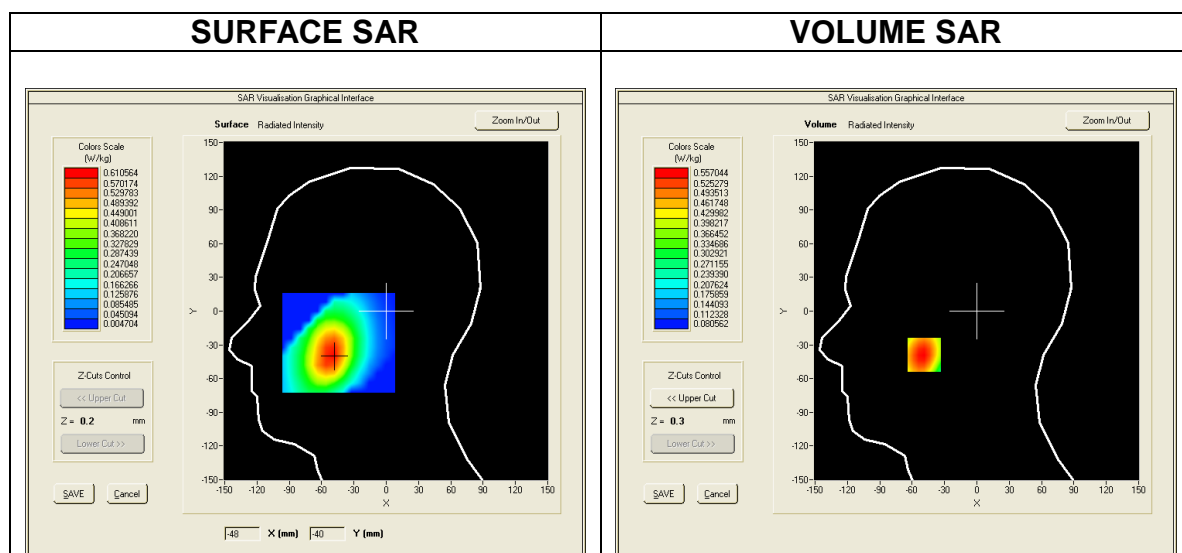 SURFACE SAR
SAR Visualisation Graphical Interface
Surface Radiated Intensity
Zoom In/Out
Colors Scale
(W/kg)
0.610564
0.570174
0.529783
0.489392
0.449001
0.408611
0.368220
0.327829
0.287439
0.247048
0.206657
0.166266
0.125876
0.085485
0.045094
0.004704
Z-Cuts Control
<< Upper Cut
Z = 0.2 mm
Lower Cut >>
SAVE Cancel
150
120
90
60
30
0
-30
-60
-90
-120
-150
Y
-150 -120 -90 -60 -30 0 30 60 90 120 150
X
-48 X (mm) -40 Y (mm)
VOLUME SAR
SAR Visualisation Graphical Interface
Volume Radiated Intensity
Zoom In/Out
Colors Scale
(W/kg)
0.557044
0.525279
0.493513
0.461748
0.429982
0.398217
0.366452
0.334686
0.302921
0.271155
0.239390
0.207624
0.175859
0.144093
0.112328
0.080562
Z-Cuts Control
<< Upper Cut
Z = 0.3 mm
Lower Cut >>
SAVE Cancel
150
120
90
60
30
0
-30
-60
-90
-120
-150
Y
-150 -120 -90 -60 -30 0 30 60 90 120 150
X